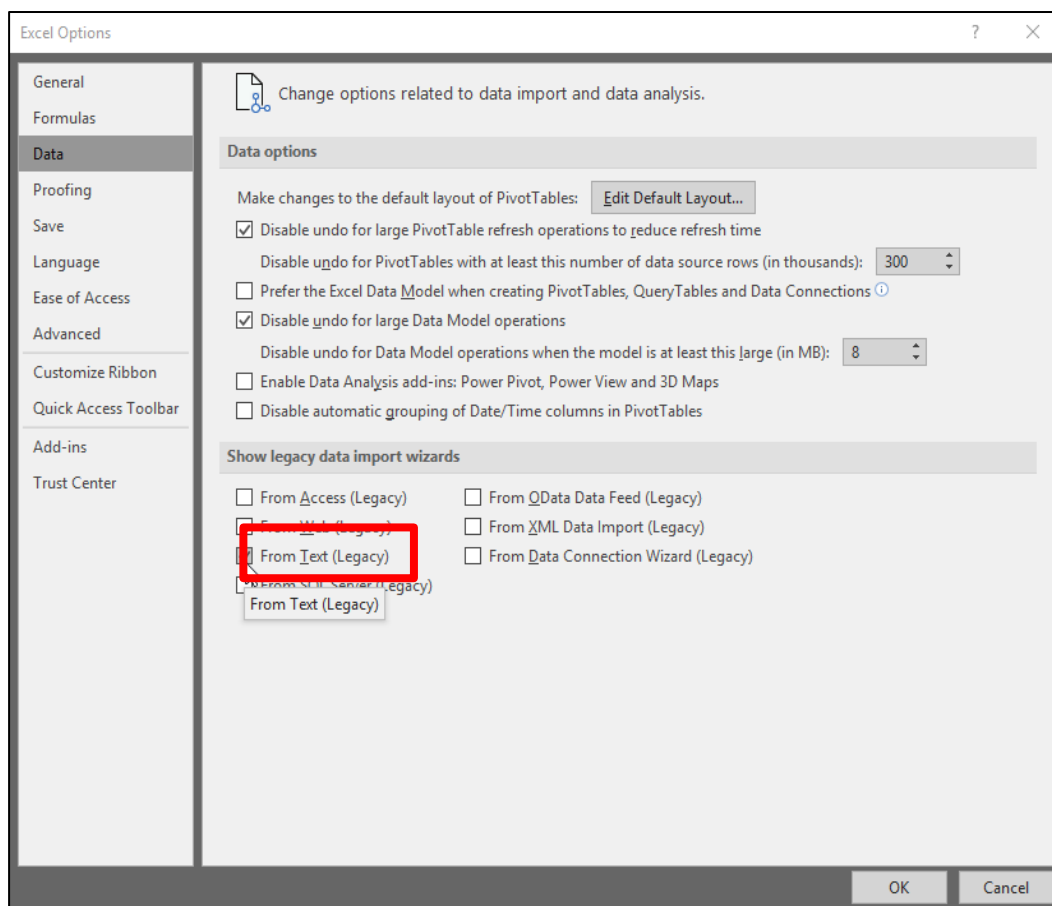 Excel Options
?
General
Formulas
Data
Proofing
Save
Language
Ease of Access
Advanced
Customize Ribbon
Quick Access Toolbar
Add-ins
Trust Center
Change options related to data import and data analysis.
Data options
Make changes to the default layout of PivotTables: Edit Default Layout...
Disable undo for large PivotTable refresh operations to reduce refresh time
Disable undo for PivotTables with at least this number of data source rows (in thousands): 300
Prefer the Excel Data Model when creating PivotTables, QueryTables and Data Connections
Disable undo for large Data Model operations
Disable undo for Data Model operations when the model is at least this large (in MB): 8
Enable Data Analysis add-ins: Power Pivot, Power View and 3D Maps
Disable automatic grouping of Date/Time columns in PivotTables
Show legacy data import wizards
From Access (Legacy) From OData Data Feed (Legacy)
From Web (Legacy) From XML Data Import (Legacy)
From Text (Legacy) From Data Connection Wizard (Legacy)
From SQL Server (Legacy)
From Text (Legacy)
OK Cancel